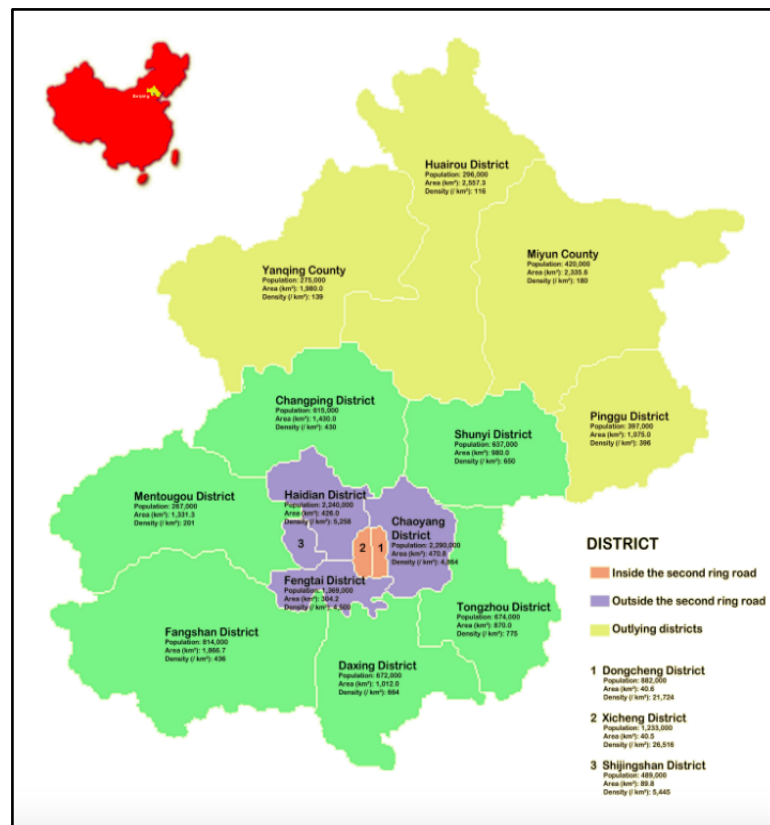 Beijing
Huairou District
Population: 296,000
Area (km²): 2,557.3
Density (/ km²): 116
Miyun County
Population: 420,000
Area (km²): 2,335.6
Density (/ km²): 180
Yanqing County
Population: 275,000
Area (km²): 1,980.0
Density (/ km²): 139
Changping District
Population: 615,000
Area (km²): 1,430.0
Density (/ km²): 430
Shunyi District
Population: 637,000
Area (km²): 980.0
Density (/ km²): 650
Pinggu District
Population: 397,000
Area (km²): 1,075.0
Density (/ km²): 396
Mentougou District
Population: 267,000
Area (km²): 1,331.3
Density (/ km²): 201
Haidian District
Population: 2,240,000
Area (km²): 426.0
Density (/ km²): 5,258
Chaoyang
District
Population: 2,290,000
Area (km²): 470.8
Density (/ km²): 4,864
3
2
1
Fengtai District
Population: 1,369,000
Area (km²): 304.2
Density (/ km²): 4,500
Tongzhou District
Population: 674,000
Area (km²): 870.0
Density (/ km²): 775
Fangshan District
Population: 814,000
Area (km²): 1,866.7
Density (/ km²): 436
Daxing District
Population: 672,000
Area (km²): 1,012.0
Density (/ km²): 664
DISTRICT
Inside the second ring road
Outside the second ring road
Outlying districts
1 Dongcheng District
Population: 882,000
Area (km²): 40.6
Density (/ km²): 21,724
2 Xicheng District
Population: 1,233,000
Area (km²): 40.5
Density (/ km²): 26,516
3 Shijingshan District
Population: 489,000
Area (km²): 89.8
Density (/ km²): 5,445